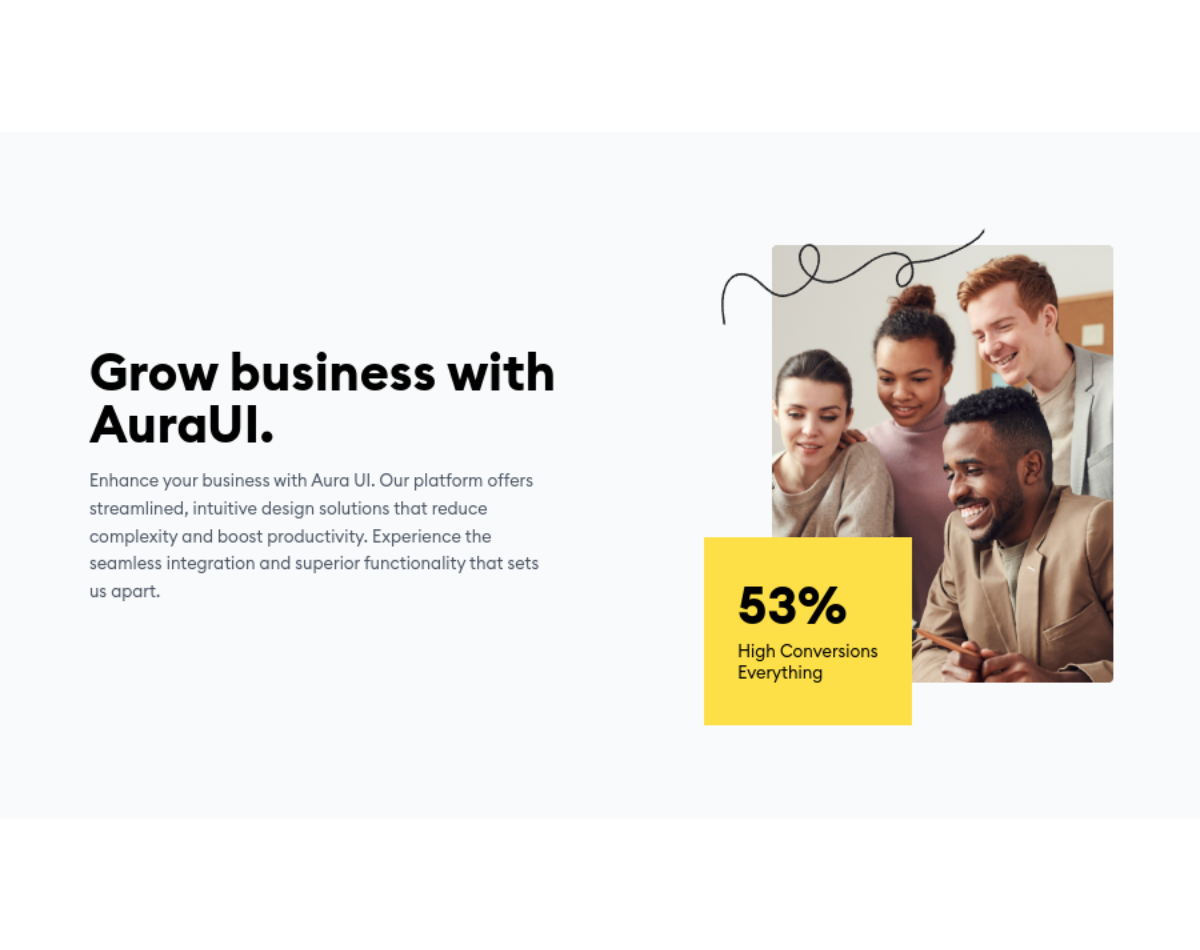 Grow business with
AuraUI.
Enhance your business with Aura UI. Our platform offers
streamlined, intuitive design solutions that reduce
complexity and boost productivity. Experience the
seamless integration and superior functionality that sets
us apart.
53%
High Conversions
Everything